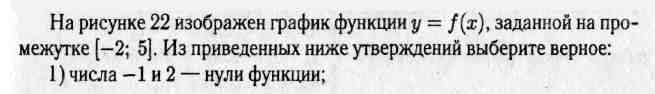 На рисунке 22 изображен график функции y = f(x), заданной на про-
межутке [−2; 5]. Из приведенных ниже утверждений выберите верное:
1) числа −1 и 2 — нули функции;